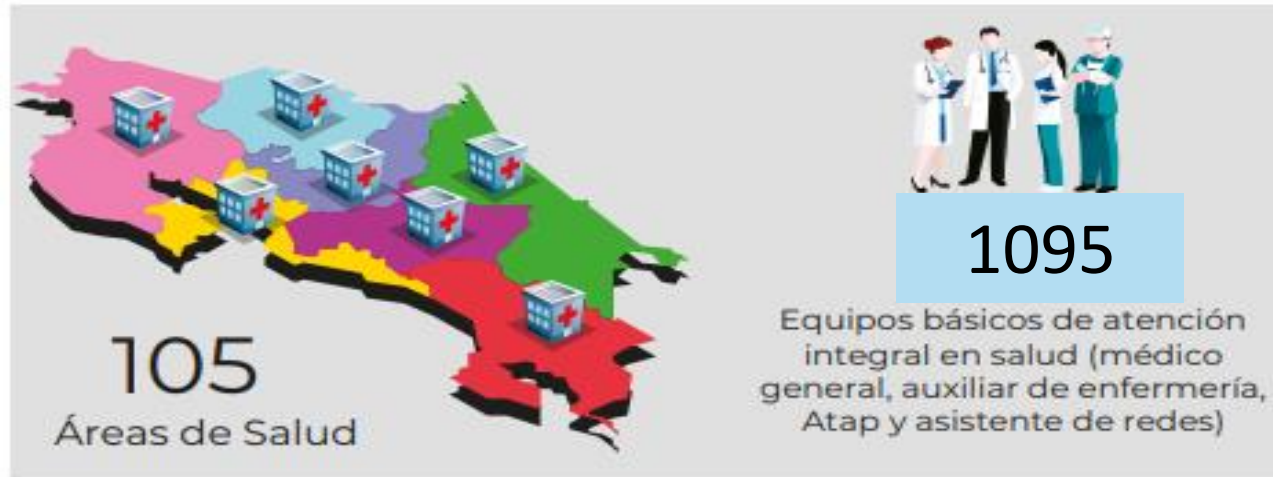 105
Áreas de Salud
1095
Equipos básicos de atención
integral en salud (médico
general, auxiliar de enfermería,
Atap y asistente de redes)